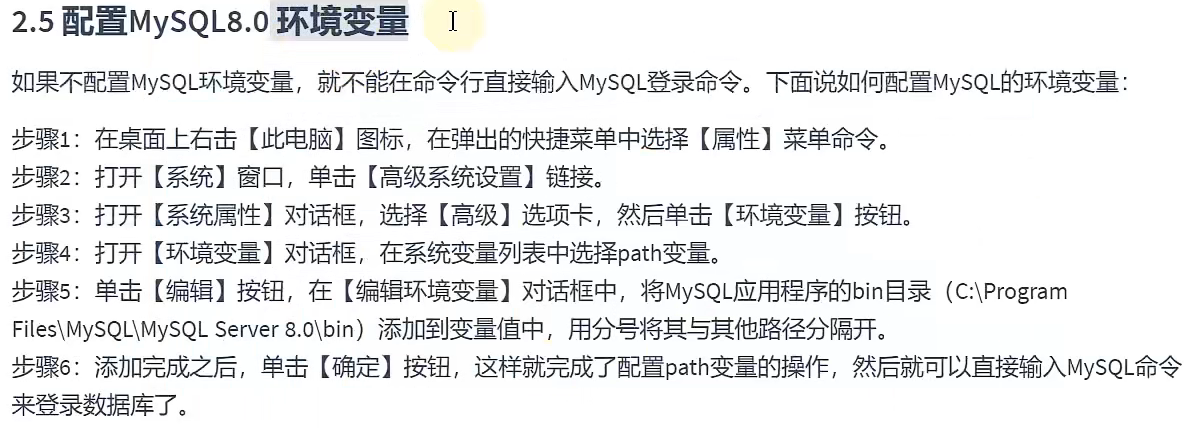 2.5 配置MySQL8.0 环境变量
如果不配置MySQL环境变量，就不能在命令行直接输入MySQL登录命令。下面说如何配置MySQL的环境变量：
步骤1：在桌面上右击【此电脑】图标，在弹出的快捷菜单中选择【属性】菜单命令。
步骤2：打开【系统】窗口，单击【高级系统设置】链接。
步骤3：打开【系统属性】对话框，选择【高级】选项卡，然后单击【环境变量】按钮。
步骤4：打开【环境变量】对话框，在系统变量列表中选择path变量。
步骤5：单击【编辑】按钮，在【编辑环境变量】对话框中，将MySQL应用程序的bin目录（C:\Program
Files\MySQL\MySQL Server 8.0\bin）添加到变量值中，用分号将其与其他路径分隔开。
步骤6：添加完成之后，单击【确定】按钮，这样就完成了配置path变量的操作，然后就可以直接输入MySQL命令
来登录数据库了。